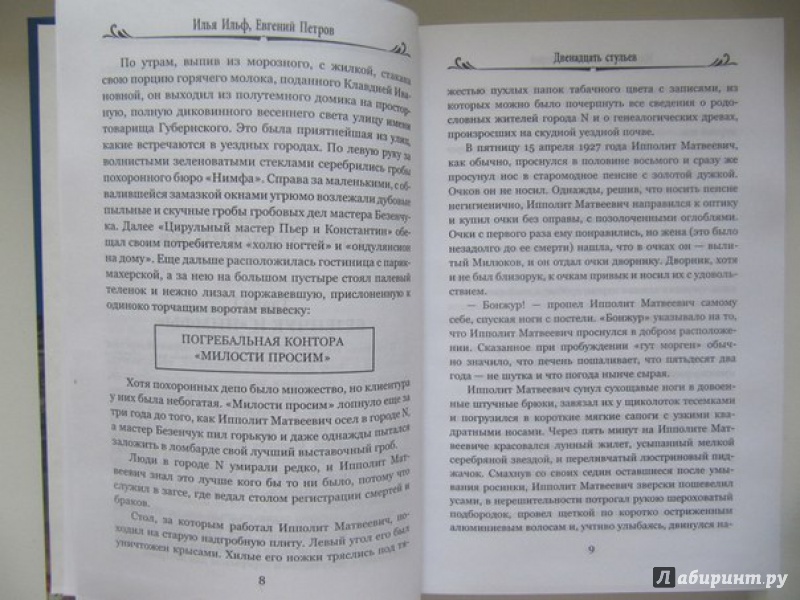 Илья Ильф, Евгений Петров
По утрам, выпив из морозного, с жилкой, стакана
свою порцию горячего молока, поданного Клавдией Ива-
новной, он выходил из полутемного домика на простор-
ную, полную диковинного весеннего света улицу имени
товарища Губернского. Это была приятнейшая из улиц,
какие встречаются в уездных городах. По левую руку за
волнистыми зеленоватыми стеклами серебрились гробы
похоронного бюро «Нимфа». Справа за маленькими, с об-
валившейся замазкой окнами угрюмо возлежали дубовые
пыльные и скучные гробы гробовых дел мастера Безенчу-
ка. Далее «Цирульный мастер Пьер и Константин» обе-
щал своим потребителям «холю ногтей» и «ондулянсион
на дому». Еще дальше расположилась гостиница с парик-
махерской, а за нею на большом пустыре стоял палевый
теленок и нежно лизал поржавевшую, прислоненную к
одиноко торчащим воротам вывеску:
ПОГРЕБАЛЬНАЯ КОНТОРА
«МИЛОСТИ ПРОСИМ»
Хотя похоронных депо было множество, но клиентура
у них была небогатая. «Милости просим» лопнуло еще за
три года до того, как Ипполит Матвеевич осел в городе N,
а мастер Безенчук пил горькую и даже однажды пытался
заложить в ломбарде свой лучший выставочный гроб.
Люди в городе N умирали редко, и Ипполит Мат-
веевич знал это лучше кого бы то ни было, потому что
служил в загсе, где ведал столом регистрации смертей и
браков.
Стол, за которым работал Ипполит Матвеевич, по-
ходил на старую надгробную плиту. Левый угол его был
уничтожен крысами. Хилые его ножки тряслись под тя-
8
Двенадцать стульев
жестью пухлых папок табачного цвета с записями, из
которых можно было почерпнуть все сведения о родо-
словных жителей города N и о генеалогических древах,
произросших на скудной уездной почве.
В пятницу 15 апреля 1927 года Ипполит Матвеевич,
как обычно, проснулся в половине восьмого и сразу же
просунул нос в старомодное пенсне с золотой дужкой.
Очков он не носил. Однажды, решив, что носить пенсне
негигиенично, Ипполит Матвеевич направился к оптику
и купил очки без оправы, с позолоченными оглоблями.
Очки с первого раза ему понравились, но жена (это было
незадолго до ее смерти) нашла, что в очках он — выли-
тый Милюков, и он отдал очки дворнику. Дворник, хотя
и не был близорук, к очкам привык и носил их с удоволь-
ствием.
— Бонжур! — пропел Ипполит Матвеевич самому
себе, спуская ноги с постели. «Бонжур» указывало на то,
что Ипполит Матвеевич проснулся в добром расположе-
нии. Сказанное при пробуждении «гут морген» обыч-
но значило, что печень пошаливает, что пятьдесят два
года — не шутка и что погода нынче сырая.
Ипполит Матвеевич сунул сухощавые ноги в довоен-
ные штучные брюки, завязал их у щиколоток тесемками
и погрузился в короткие мягкие сапоги с узкими ква-
дратными носами. Через пять минут на Ипполите Мат-
веевиче красовался лунный жилет, усыпанный мелкой
серебряной звездой, и переливчатый люстриновый пид-
жачок. Смахнув со своих седин оставшиеся после умы-
вания росинки, Ипполит Матвеевич зверски пошевелил
усами, в нерешительности потрогал рукою шероховатый
подбородок, провел щеткой по коротко остриженным
алюминиевым волосам и, учтиво улыбаясь, двинулся на-
9
Лабиринт.ру